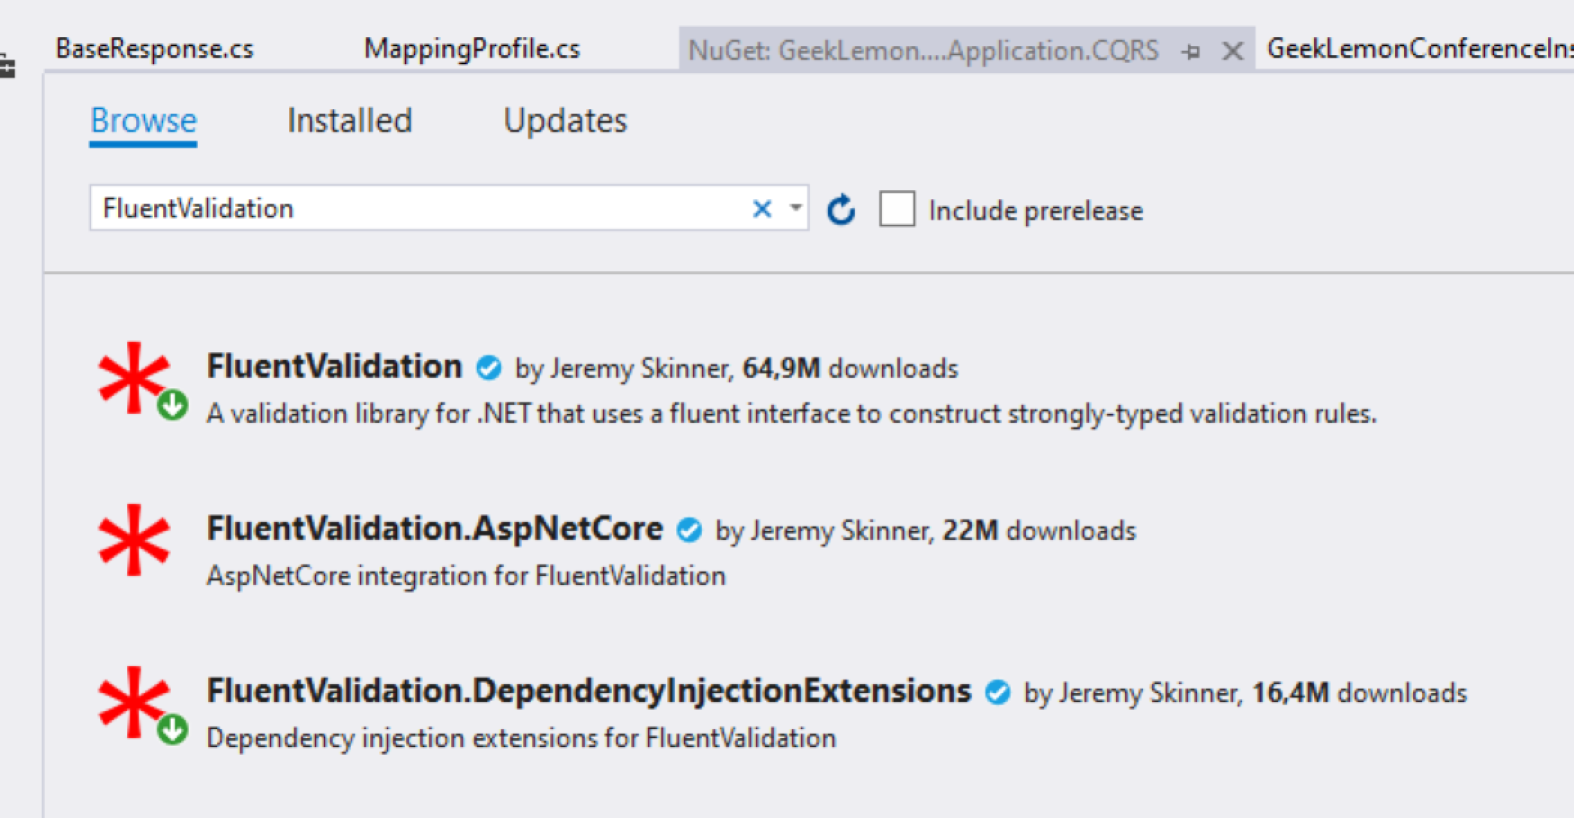 BaseResponse.cs MappingProfile.cs NuGet: GeekLemon....Application.CQRS GeekLemonConferenceIns
Browse Installed Updates
FluentValidation Include prerelease
FluentValidation by Jeremy Skinner, 64,9M downloads
A validation library for .NET that uses a fluent interface to construct strongly-typed validation rules.
FluentValidation.AspNetCore by Jeremy Skinner, 22M downloads
AspNetCore integration for FluentValidation
FluentValidation.DependencyInjectionExtensions by Jeremy Skinner, 16,4M downloads
Dependency injection extensions for FluentValidation